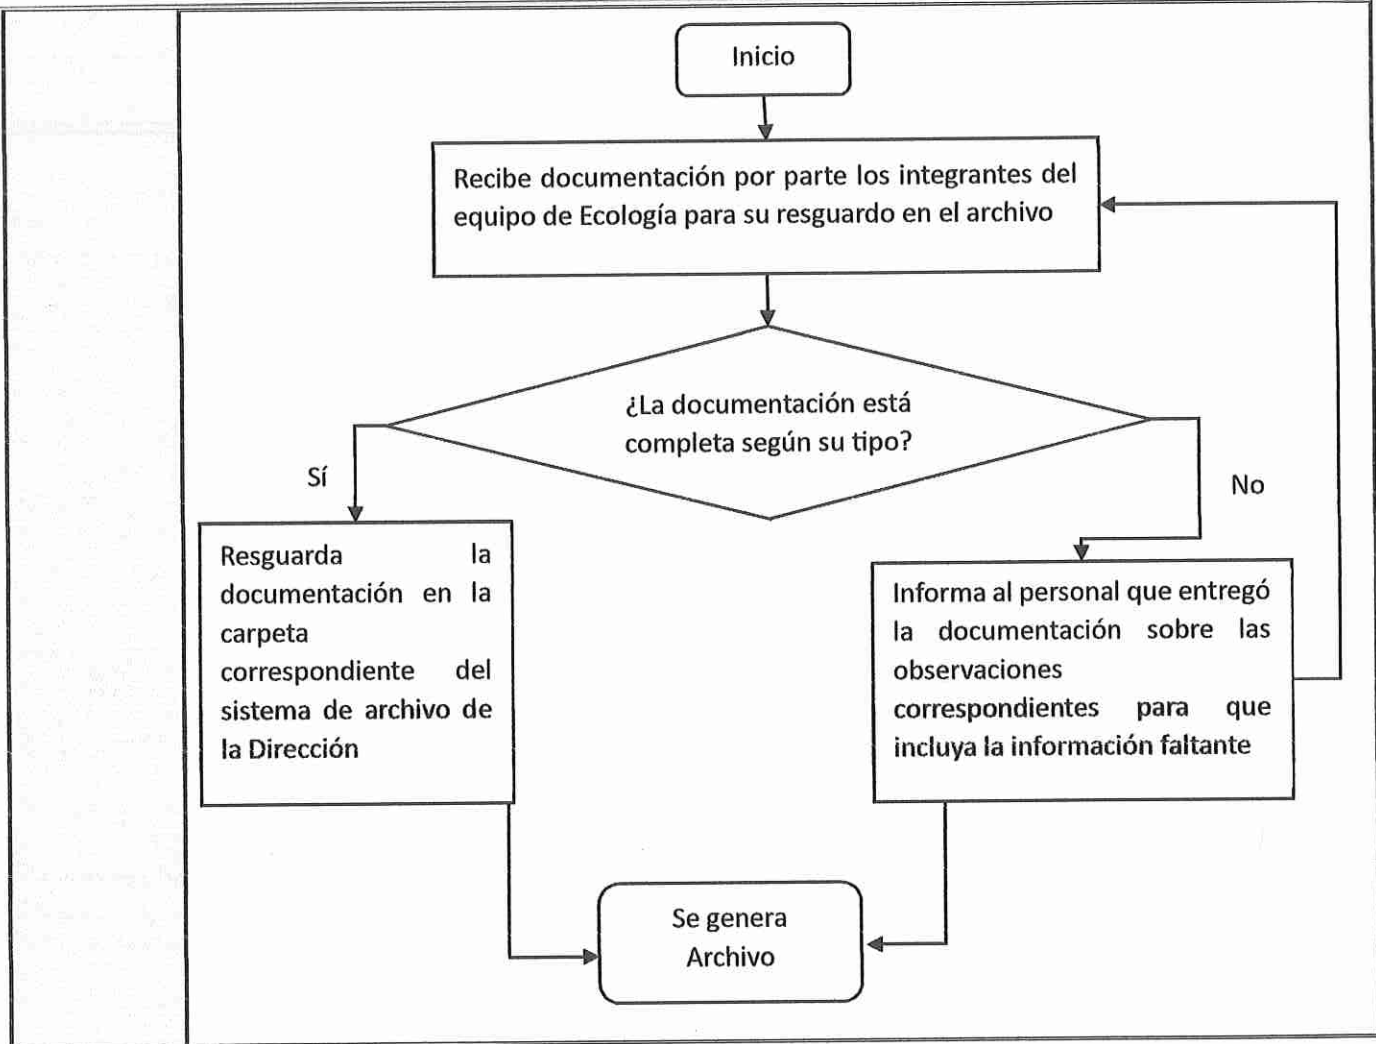 Inicio
Recibe documentación por parte los integrantes del
equipo de Ecología para su resguardo en el archivo
¿La documentación está
completa según su tipo?
Sí
No
Resguarda la
documentación en la
carpeta
correspondiente del
sistema de archivo de
la Dirección
Informa al personal que entregó
la documentación sobre las
observaciones
correspondientes para que
incluya la información faltante
Se genera
Archivo